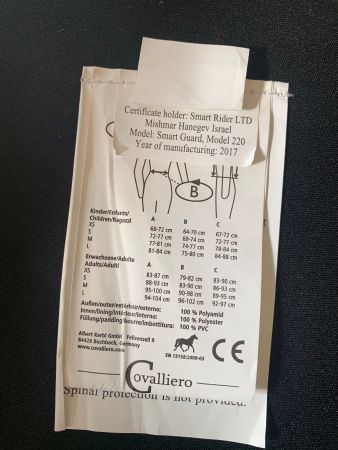 Certificate holder: Smart Rider LTD
Mishmar Hanegev Israel
Model: Smart Guard, Model 220
Year of manufacturing: 2017
B
Kinder/Enfants/
Children/Ragazzi A B C
XS 68-72 cm 64-70 cm 67-72 cm
S 72-77 cm 69-74 cm 72-77 cm
M 77-81 cm 74-77 cm 78-84 cm
L 81-84 cm 75-80 cm 84-88 cm
Erwachsene/Adulte
Adults/Adulti A B C
XS 83-87 cm 79-82 cm 83-90 cm
S 88-93 cm 83-90 cm 86-93 cm
M 95-100 cm 90-98 cm 89-95 cm
L 94-104 cm 96-102 cm 92-97 cm
Außen/outer/extérieur/esterno: 100 % Polyamid
Innen/lining/intérieur/interno: 100 % Polyester
Füllung/padding/bourre/imbottitura: 100 % PVC
Albert Kerbl GmbH Felizenzell 9
84428 Buchbach, Germany
www.covalliero.com
EN 13158:2009-05
CE
Covalliero
Spinal protection is not provided.